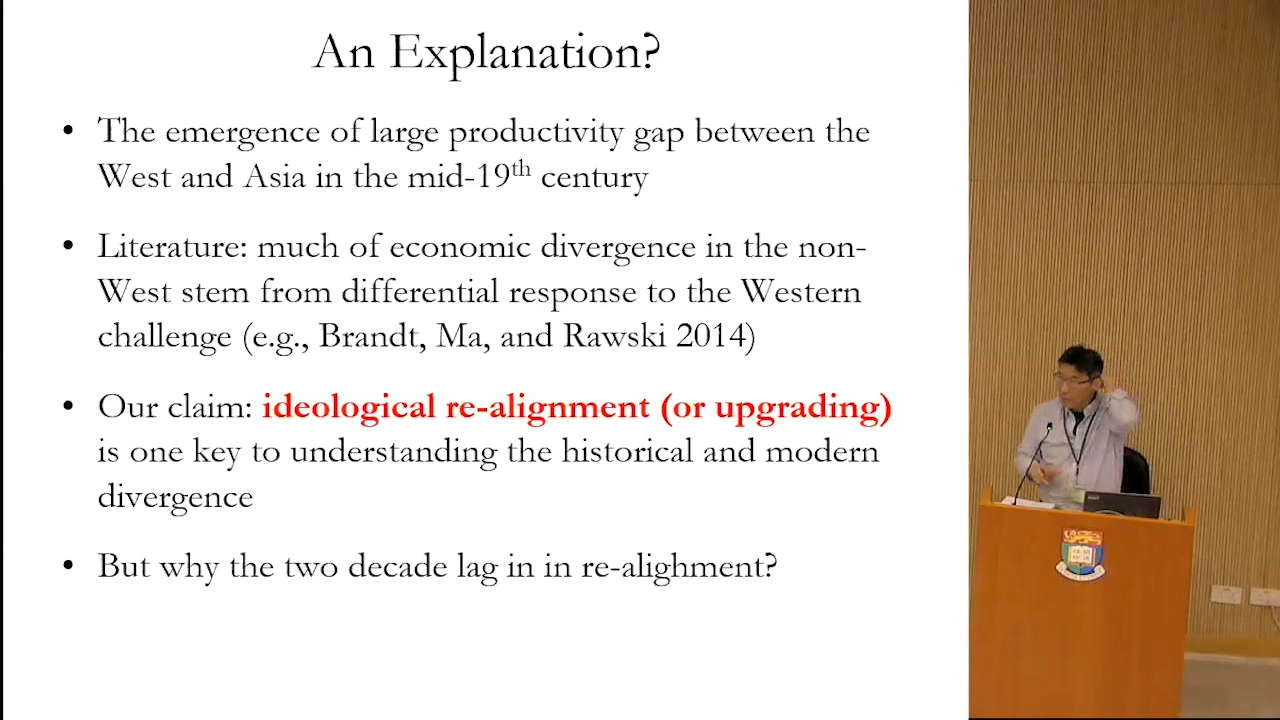 An Explanation?
• The emergence of large productivity gap between the
West and Asia in the mid-19th century
• Literature: much of economic divergence in the non-
West stem from differential response to the Western
challenge (e.g., Brandt, Ma, and Rawski 2014)
• Our claim: ideological re-alignment (or upgrading)
is one key to understanding the historical and modern
divergence
• But why the two decade lag in in re-alighment?